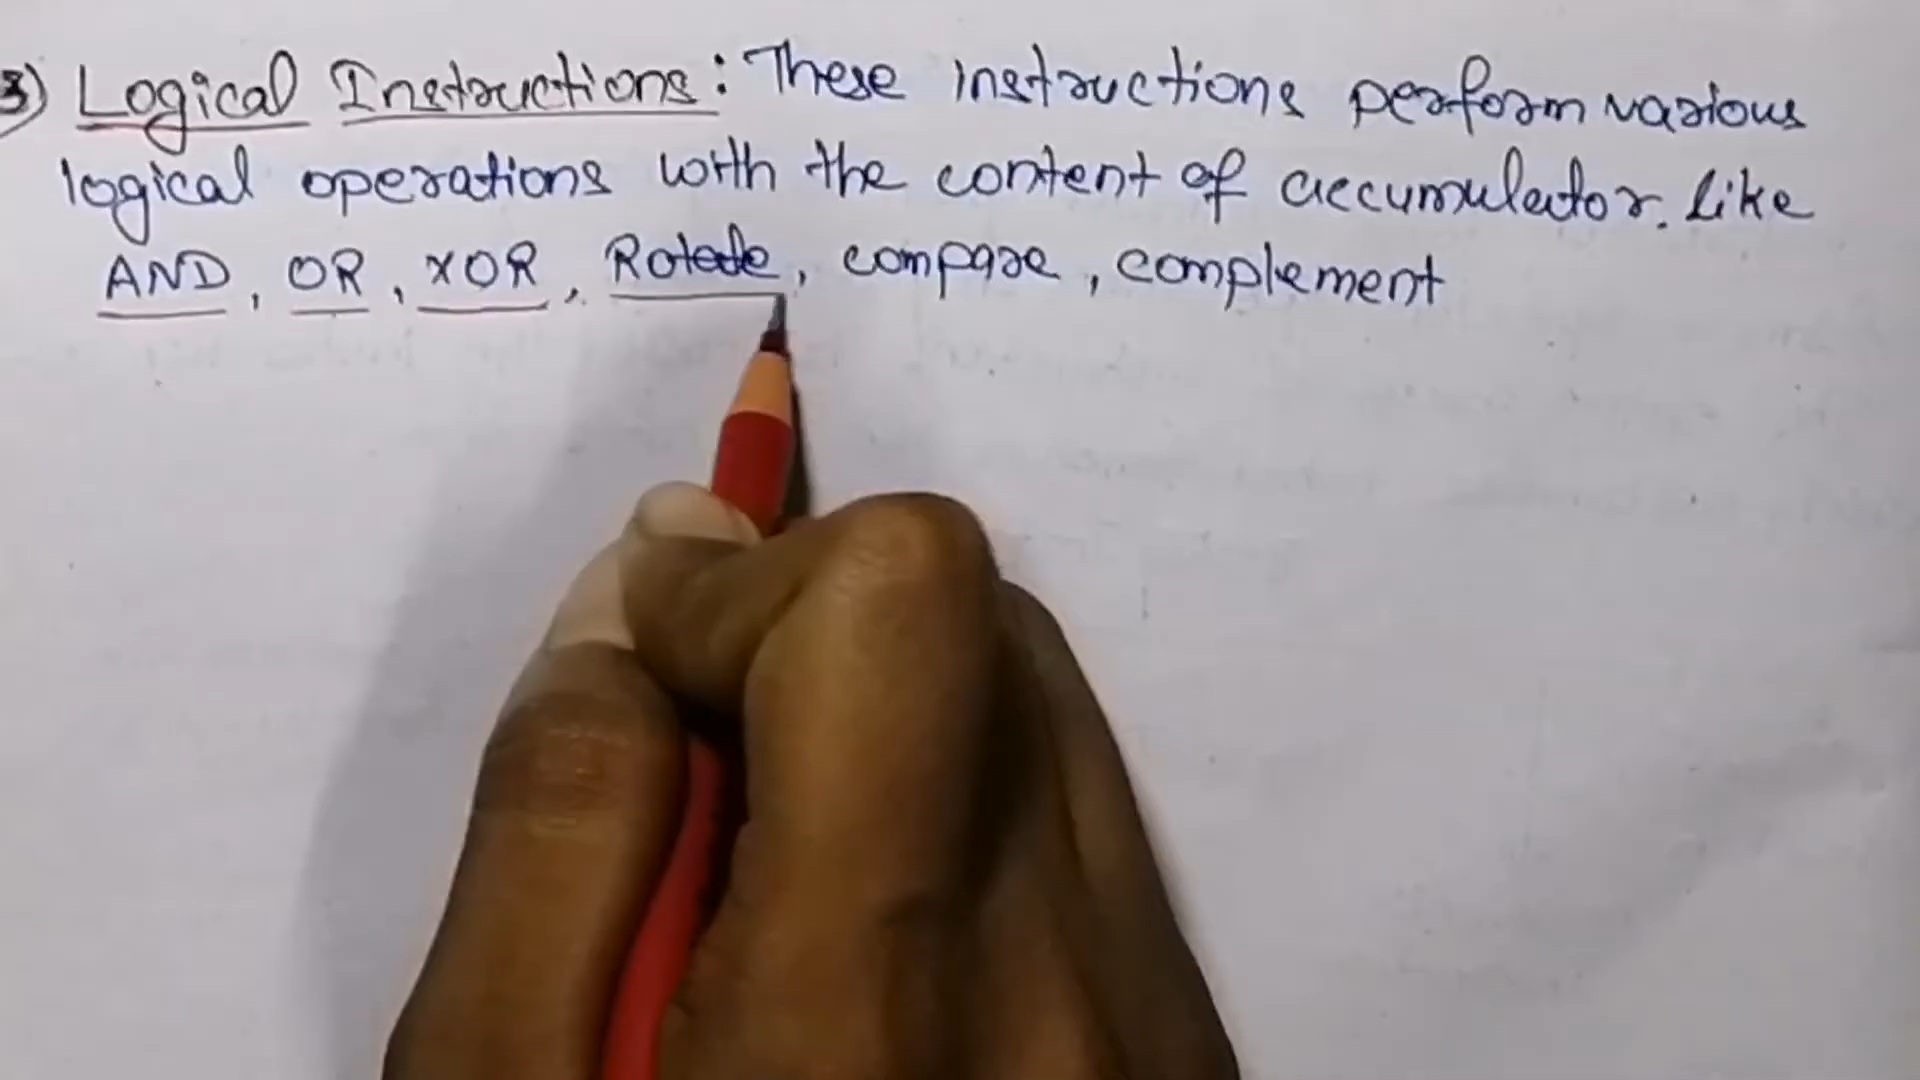 3) Logical Instructions: These instructions perform various
logical operations with the content of accumulator. Like
AND, OR, XOR, Rotate, compare, complement